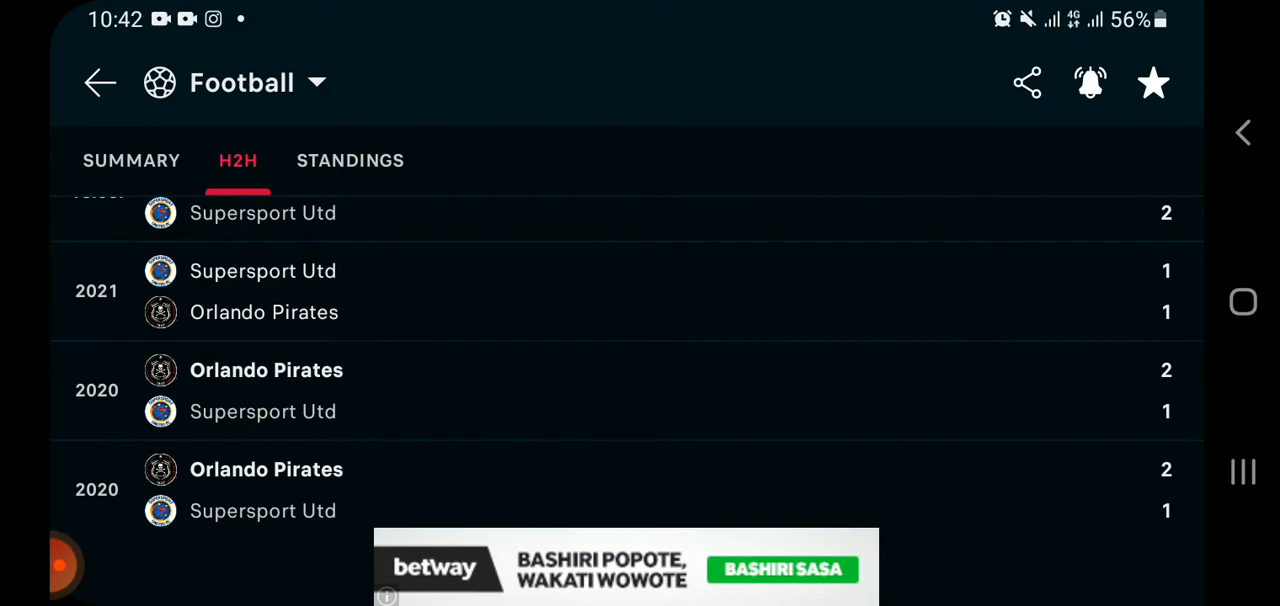 10:42 56%
4G
Football
SUMMARY H2H STANDINGS
Supersport Utd 2
2021
Supersport Utd 1
Orlando Pirates 1
2020
Orlando Pirates 2
Supersport Utd 1
2020
Orlando Pirates 2
Supersport Utd 1
betway
BASHIRI POPOTE,
WAKATI WOWOTE
BASHIRI SASA